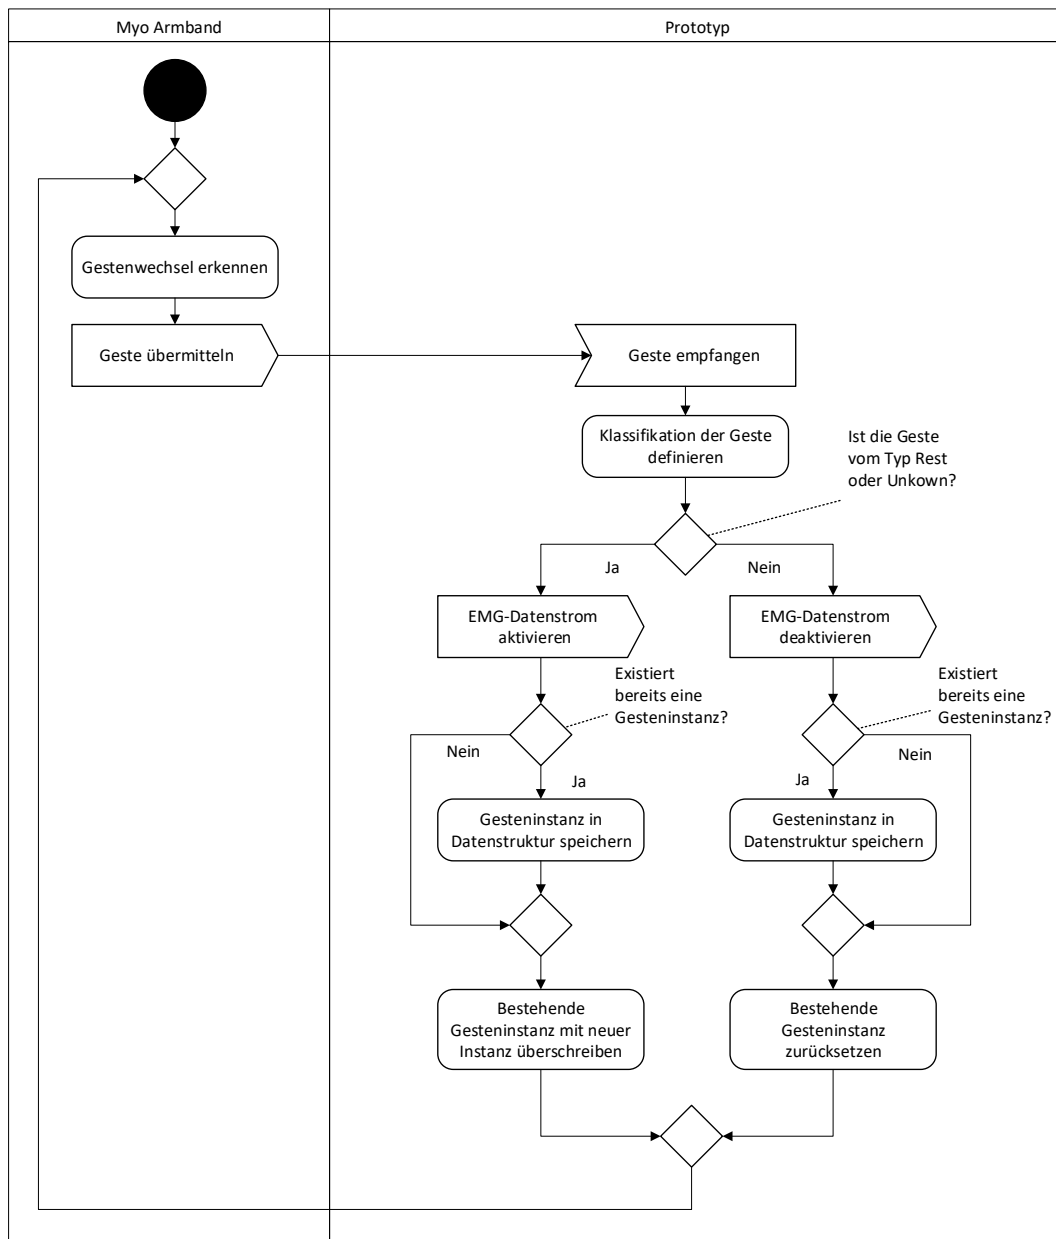 Myo Armband
Prototyp
Gestenwechsel erkennen
Geste übermitteln
Geste empfangen
Klassifikation der Geste
definieren
Ist die Geste
vom Typ Rest
oder Unkown?
Ja
Nein
EMG-Datenstrom
aktivieren
EMG-Datenstrom
deaktivieren
Existiert
bereits eine
Gesteninstanz?
Existiert
bereits eine
Gesteninstanz?
Nein
Ja
Nein
Ja
Gesteninstanz in
Datenstruktur speichern
Gesteninstanz in
Datenstruktur speichern
Bestehende
Gesteninstanz mit neuer
Instanz überschreiben
Bestehende
Gesteninstanz
zurücksetzen